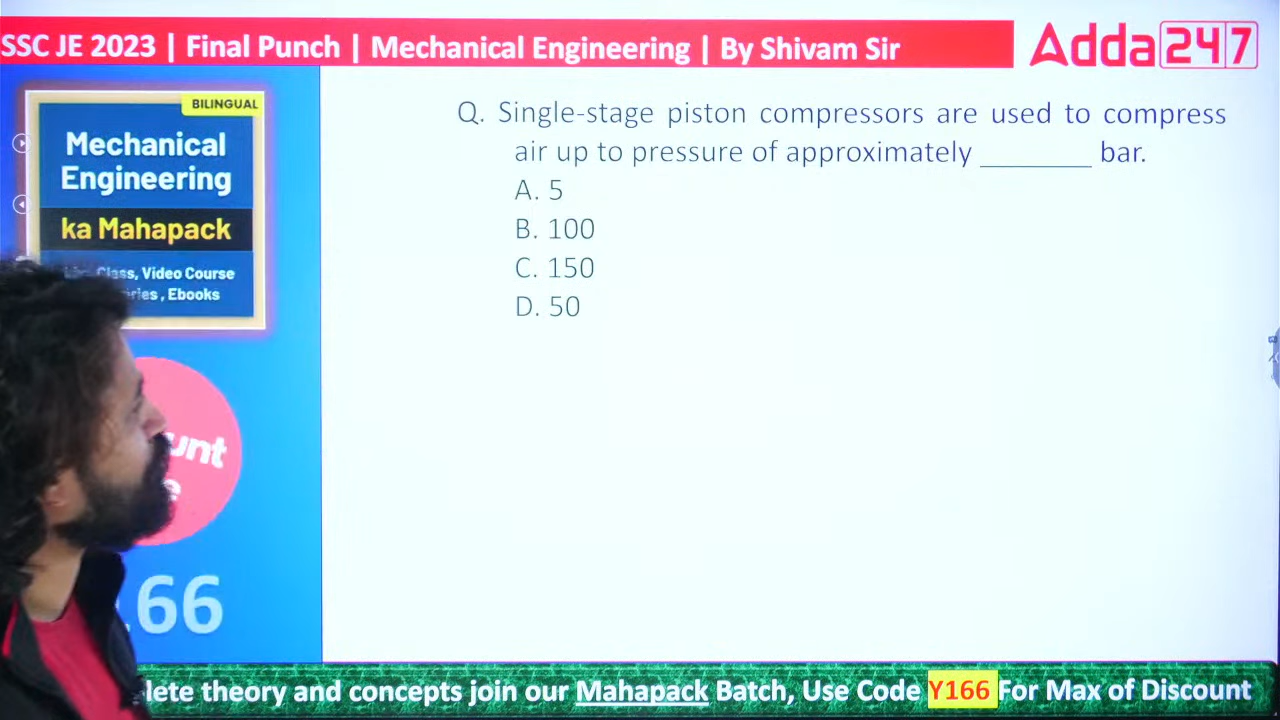 SSC JE 2023 | Final Punch | Mechanical Engineering | By Shivam Sir
Adda247
BILINGUAL
Mechanical
Engineering
ka Mahapack
Class, Video Course
, Ebooks
66
Q. Single-stage piston compressors are used to compress
air up to pressure of approximately ________ bar.
A. 5
B. 100
C. 150
D. 50
theory and concepts join our Mahapack Batch, Use Code Y166 For Max of Discount